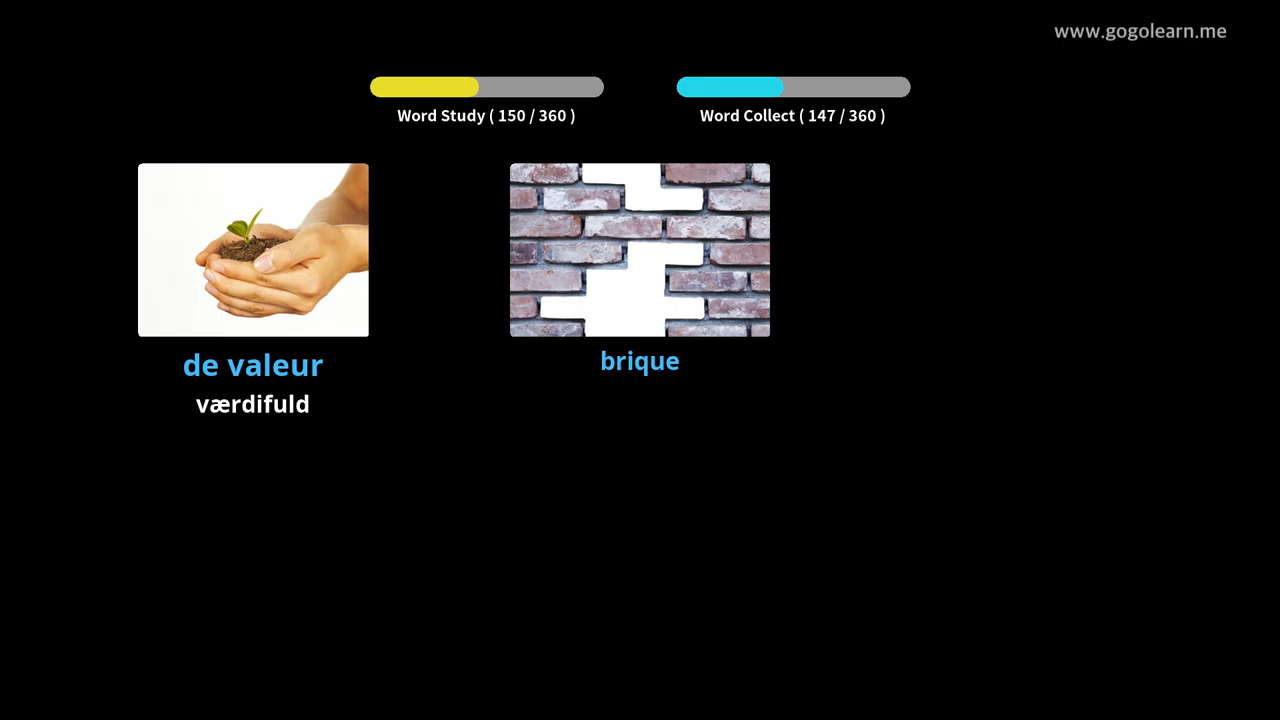 www.gogolearn.me
Word Study ( 150 / 360 )
Word Collect ( 147 / 360 )
de valeur
værdifuld
brique